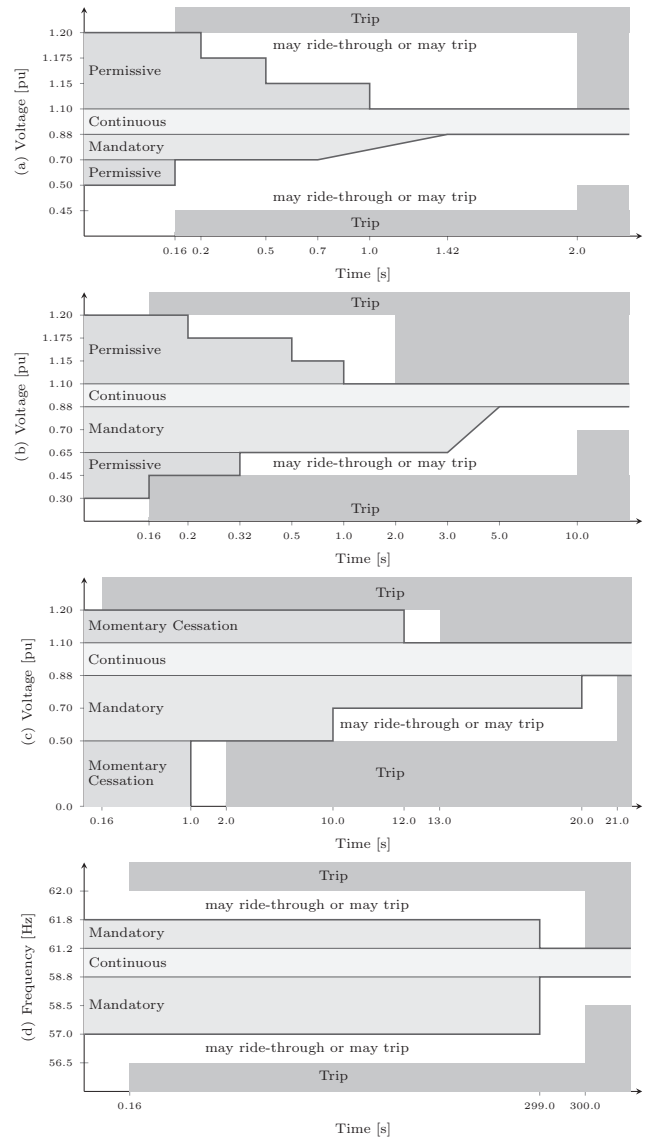 (a) Voltage [pu]
1.20
1.175
1.15
1.10
0.88
0.70
0.50
0.45
Trip
may ride-through or may trip
Permissive
Continuous
Mandatory
Permissive
may ride-through or may trip
Trip
0.16 0.2 0.5 0.7 1.0 1.42 2.0
Time [s]
(b) Voltage [pu]
1.20
1.175
1.15
1.10
0.88
0.70
0.65
0.45
0.30
Trip
Permissive
Continuous
Mandatory
Permissive
may ride-through or may trip
Trip
0.16 0.2 0.32 0.5 1.0 2.0 3.0 5.0 10.0
Time [s]
(c) Voltage [pu]
1.20
1.10
0.88
0.70
0.50
0.0
Trip
Momentary Cessation
Continuous
Mandatory
may ride-through or may trip
Momentary
Cessation
Trip
0.16 1.0 2.0 10.0 12.0 13.0 20.0 21.0
Time [s]
(d) Frequency [Hz]
62.0
61.8
61.2
58.8
58.5
57.0
56.5
Trip
may ride-through or may trip
Mandatory
Continuous
Mandatory
may ride-through or may trip
Trip
0.16 299.0 300.0
Time [s]